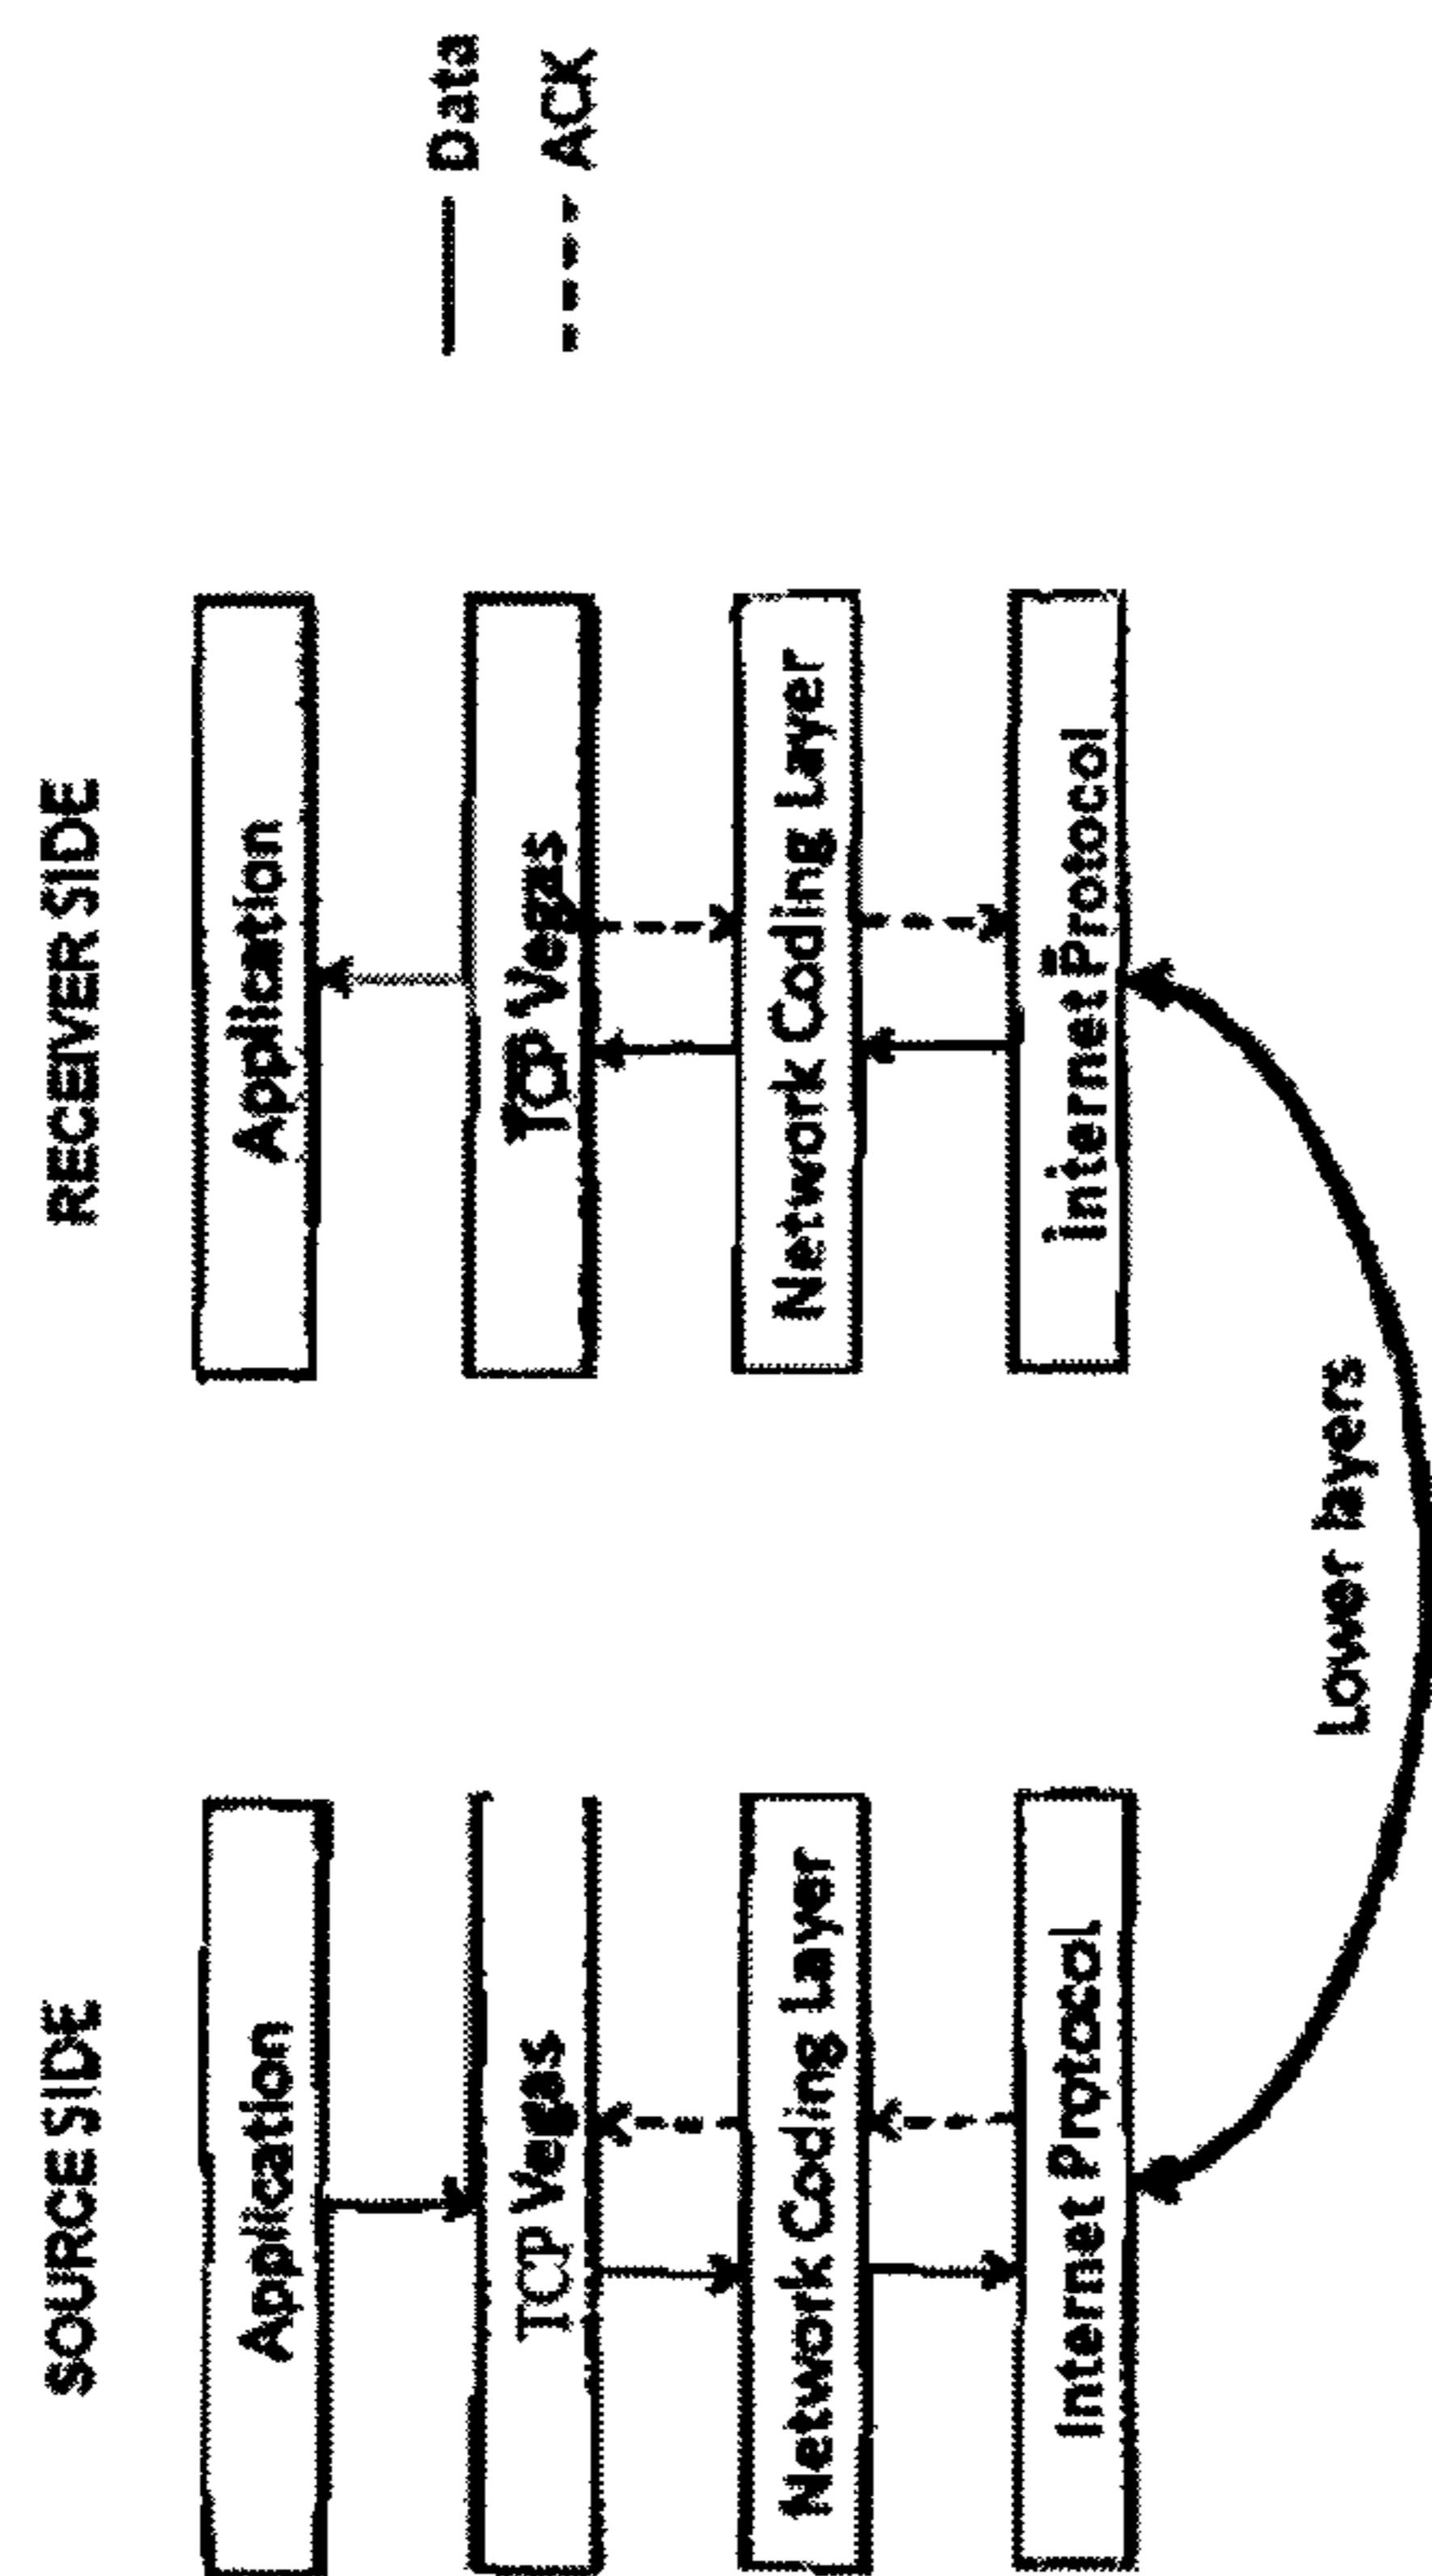 SOURCE SIDE
Application
TCP Vegas
Network Coding Layer
Internet Protocol
RECEIVER SIDE
Application
TCP Vegas
Network Coding Layer
Internet Protocol
Lower layers
Data
ACK